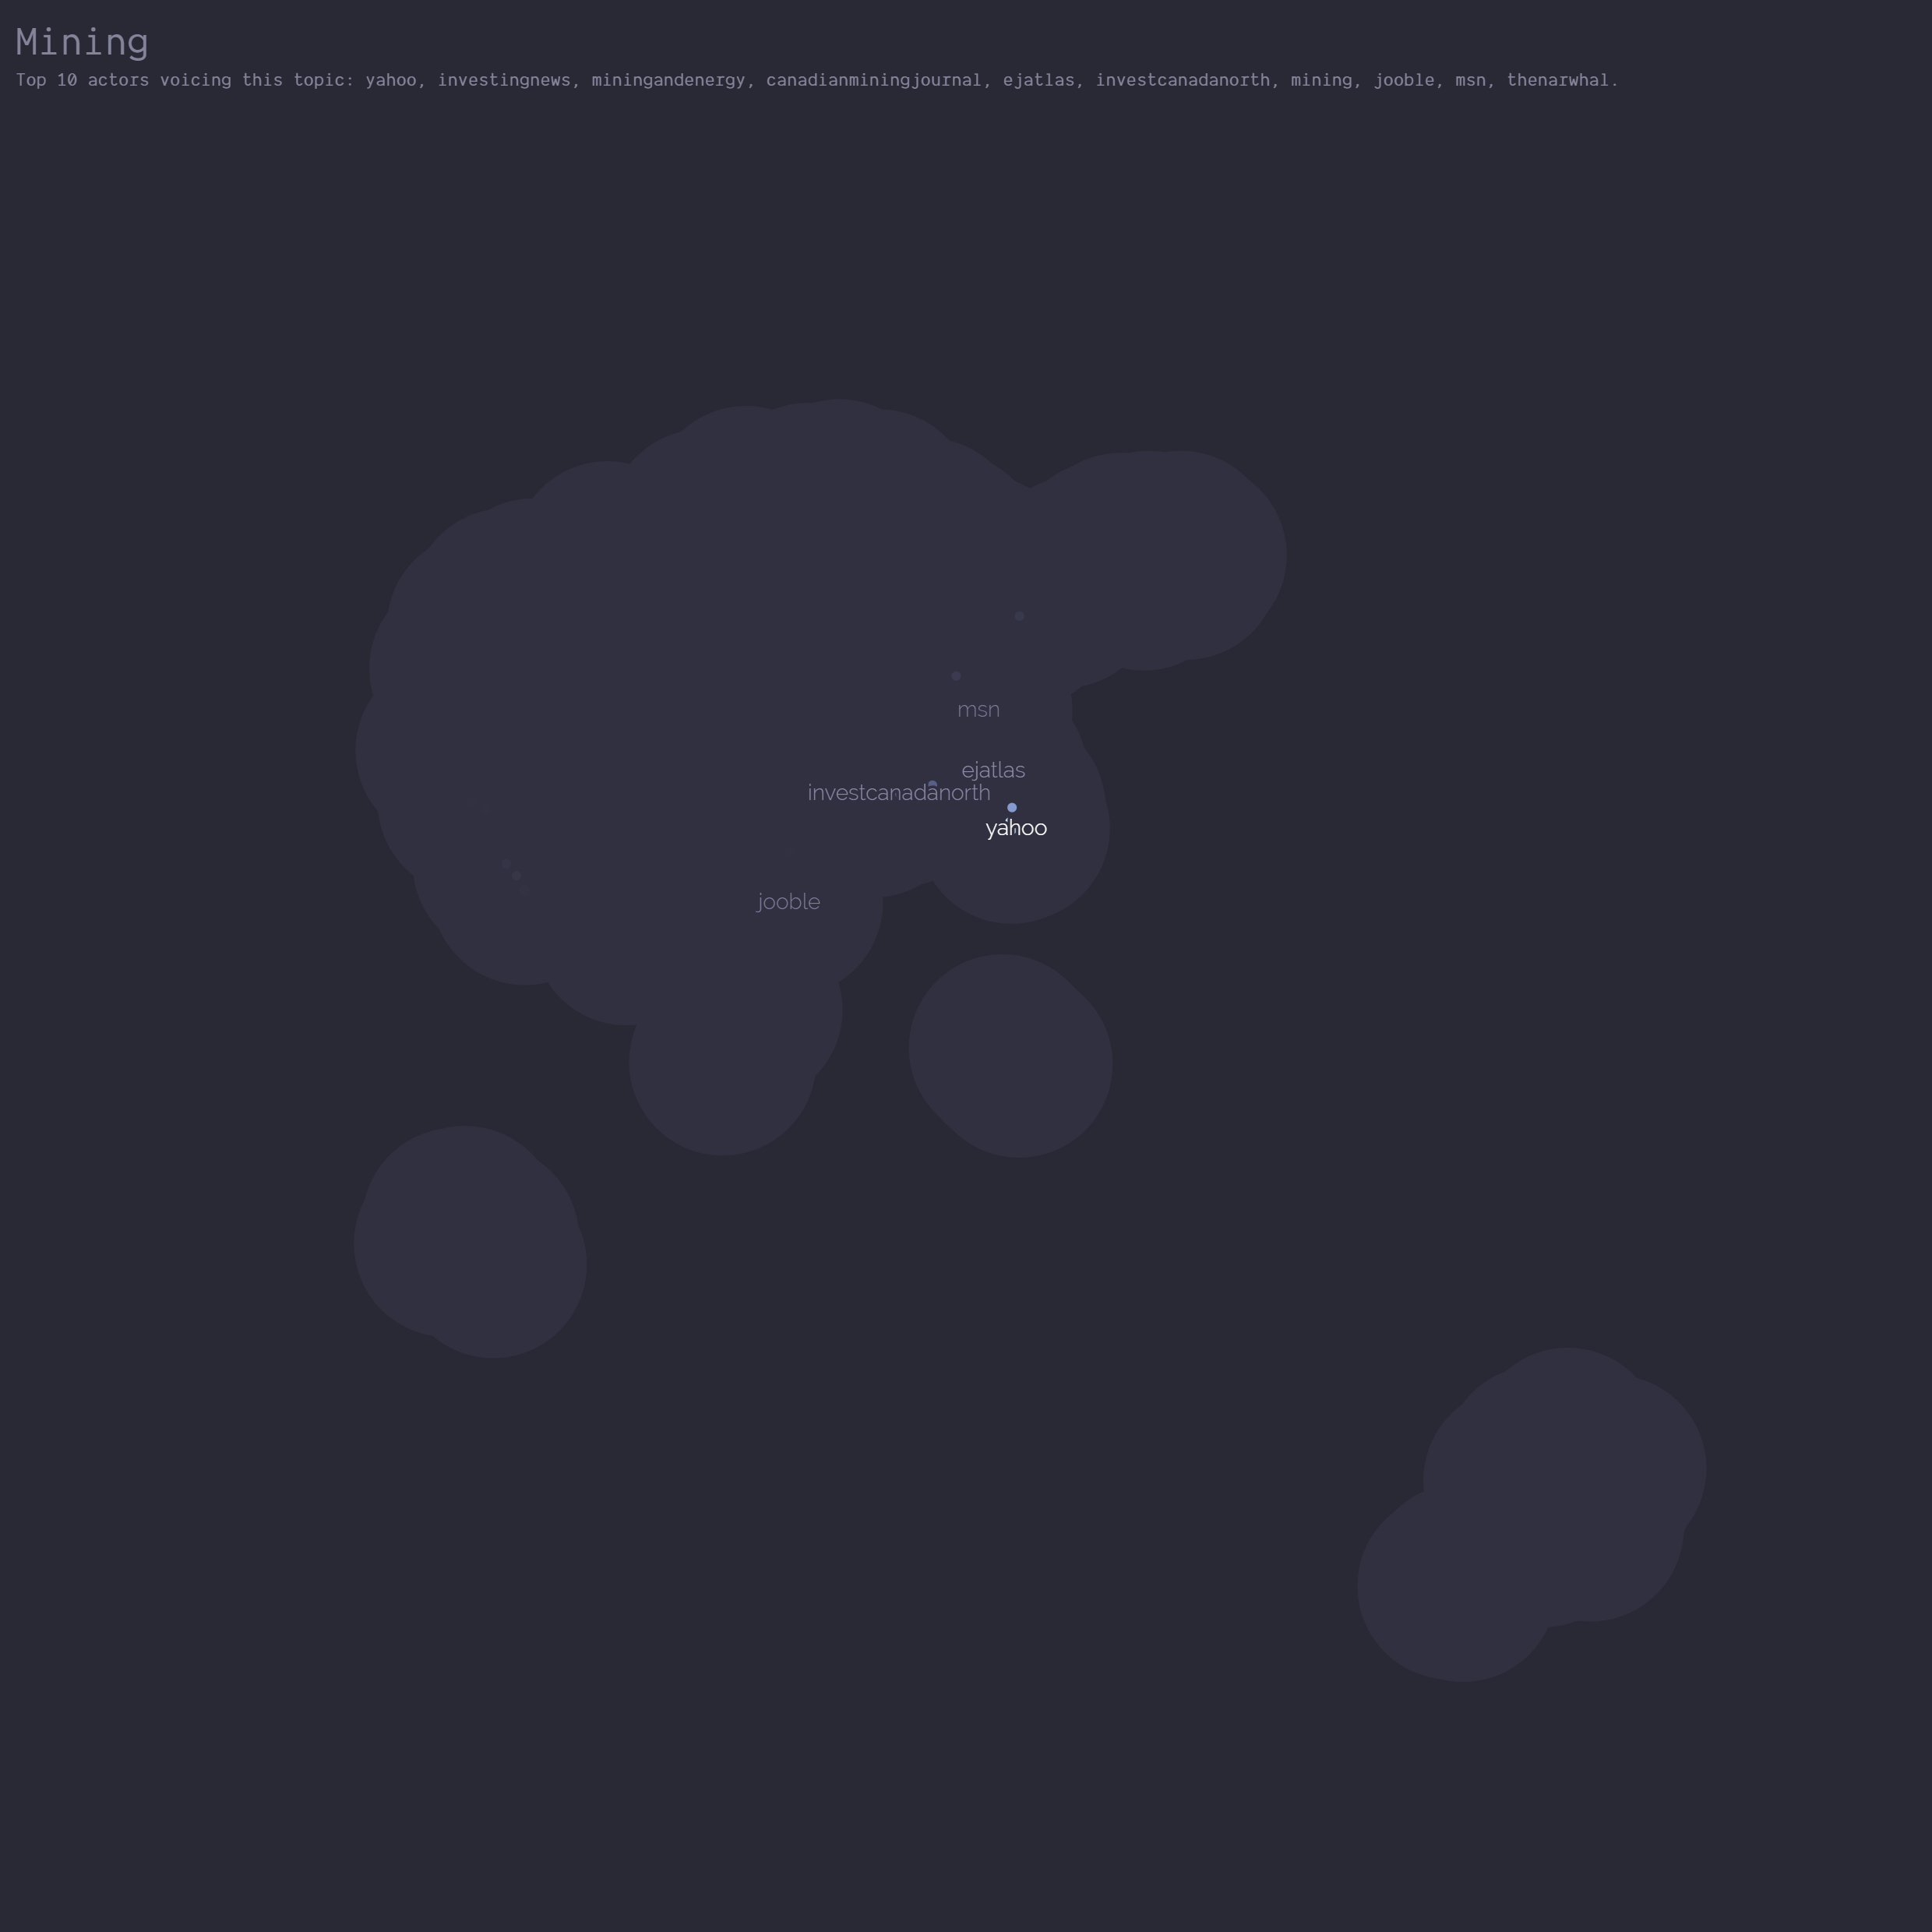 Mining
Top 10 actors voicing this topic: yahoo, investingnews, miningandenergy, canadianminingjournal, ejatlas, investcanadanorth, mining, jooble, msn, thenarwhal.
msn
ejatlas
investcanadanorth
yahoo
jooble